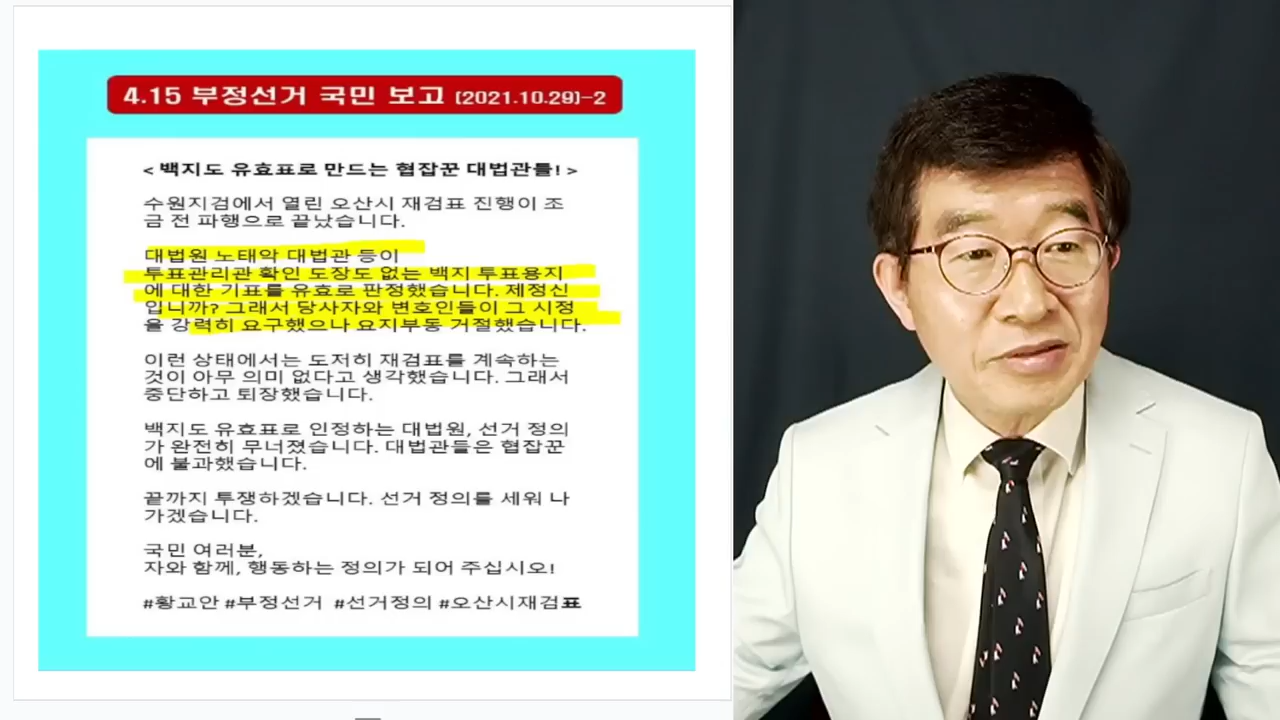 4.15 부정선거 국민 보고 (2021.10.29)-2
< 백지도 유효표로 만드는 협잡꾼 대법관들! >
수원지검에서 열린 오산시 재검표 진행이 조
금 전 파행으로 끝났습니다.
대법원 노태악 대법관 등이
투표관리관 확인 도장도 없는 백지 투표용지
에 대한 기표를 유효로 판정했습니다. 제정신
입니까? 그래서 당사자와 변호인들이 그 시정
을 강력히 요구했으나 요지부동 거절했습니다.
이런 상태에서는 도저히 재검표를 계속하는
것이 아무 의미 없다고 생각했습니다. 그래서
중단하고 퇴장했습니다.
백지도 유효표로 인정하는 대법원, 선거 정의
가 완전히 무너졌습니다. 대법관들은 협잡꾼
에 불과했습니다.
끝까지 투쟁하겠습니다. 선거 정의를 세워 나
가겠습니다.
국민 여러분,
자와 함께, 행동하는 정의가 되어 주십시오!
#황교안 #부정선거 #선거정의 #오산시재검표